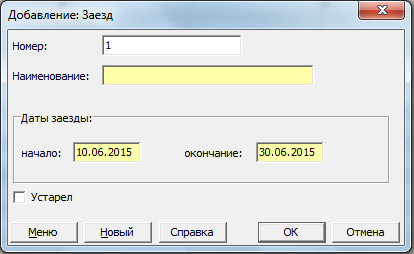 Добавление: Заезд
Номер: 1
Наименование:
Даты заезды:
начало: 10.06.2015 окончание: 30.06.2015
Устарел
Меню Новый Справка ОК Отмена